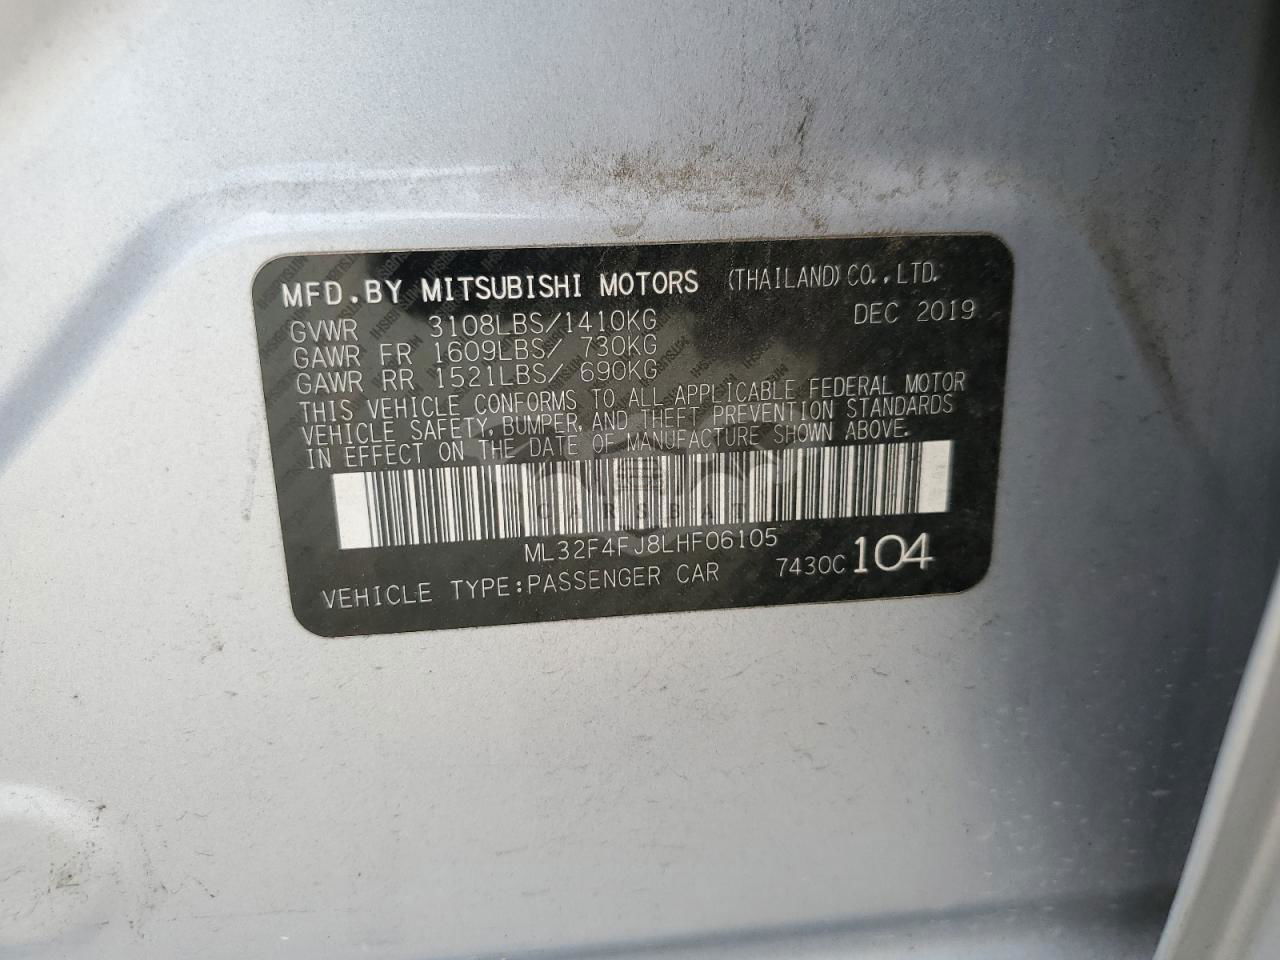 MFD.BY MITSUBISHI MOTORS (THAILAND) CO., LTD.
DEC 2019
GVWR 3108LBS/1410KG
GAWR FR 1609LBS/ 730KG
GAWR RR 1521LBS/ 690KG
THIS VEHICLE CONFORMS TO ALL APPLICABLE FEDERAL MOTOR
VEHICLE SAFETY, BUMPER, AND THEFT PREVENTION STANDARDS
IN EFFECT ON THE DATE OF MANUFACTURE SHOWN ABOVE.
CARSBAT
ML32F4FJ8LHF06105
VEHICLE TYPE:PASSENGER CAR 7430C 104